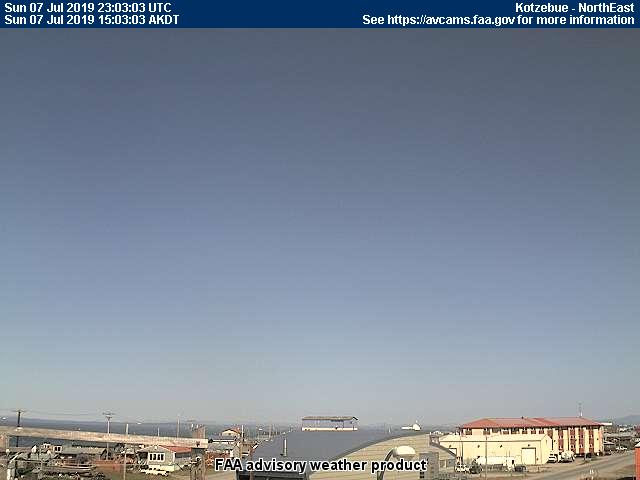 Sun 07 Jul 2019 23:03:03 UTC Kotzebue - NorthEast
Sun 07 Jul 2019 15:03:03 AKDT See https://avcams.faa.gov for more information
FAA advisory weather product